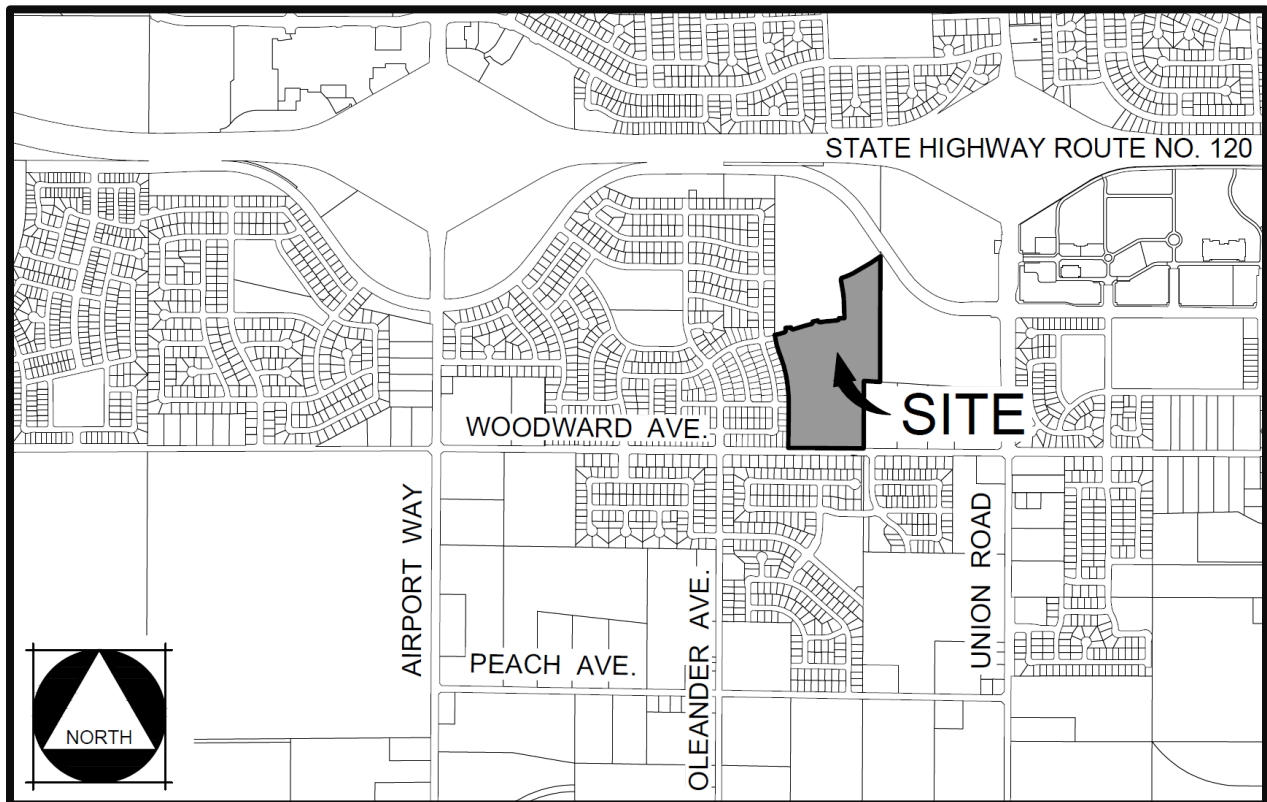 STATE HIGHWAY ROUTE NO. 120
SITE
WOODWARD AVE.
AIRPORT WAY
OLEANDER AVE.
UNION ROAD
PEACH AVE.
NORTH